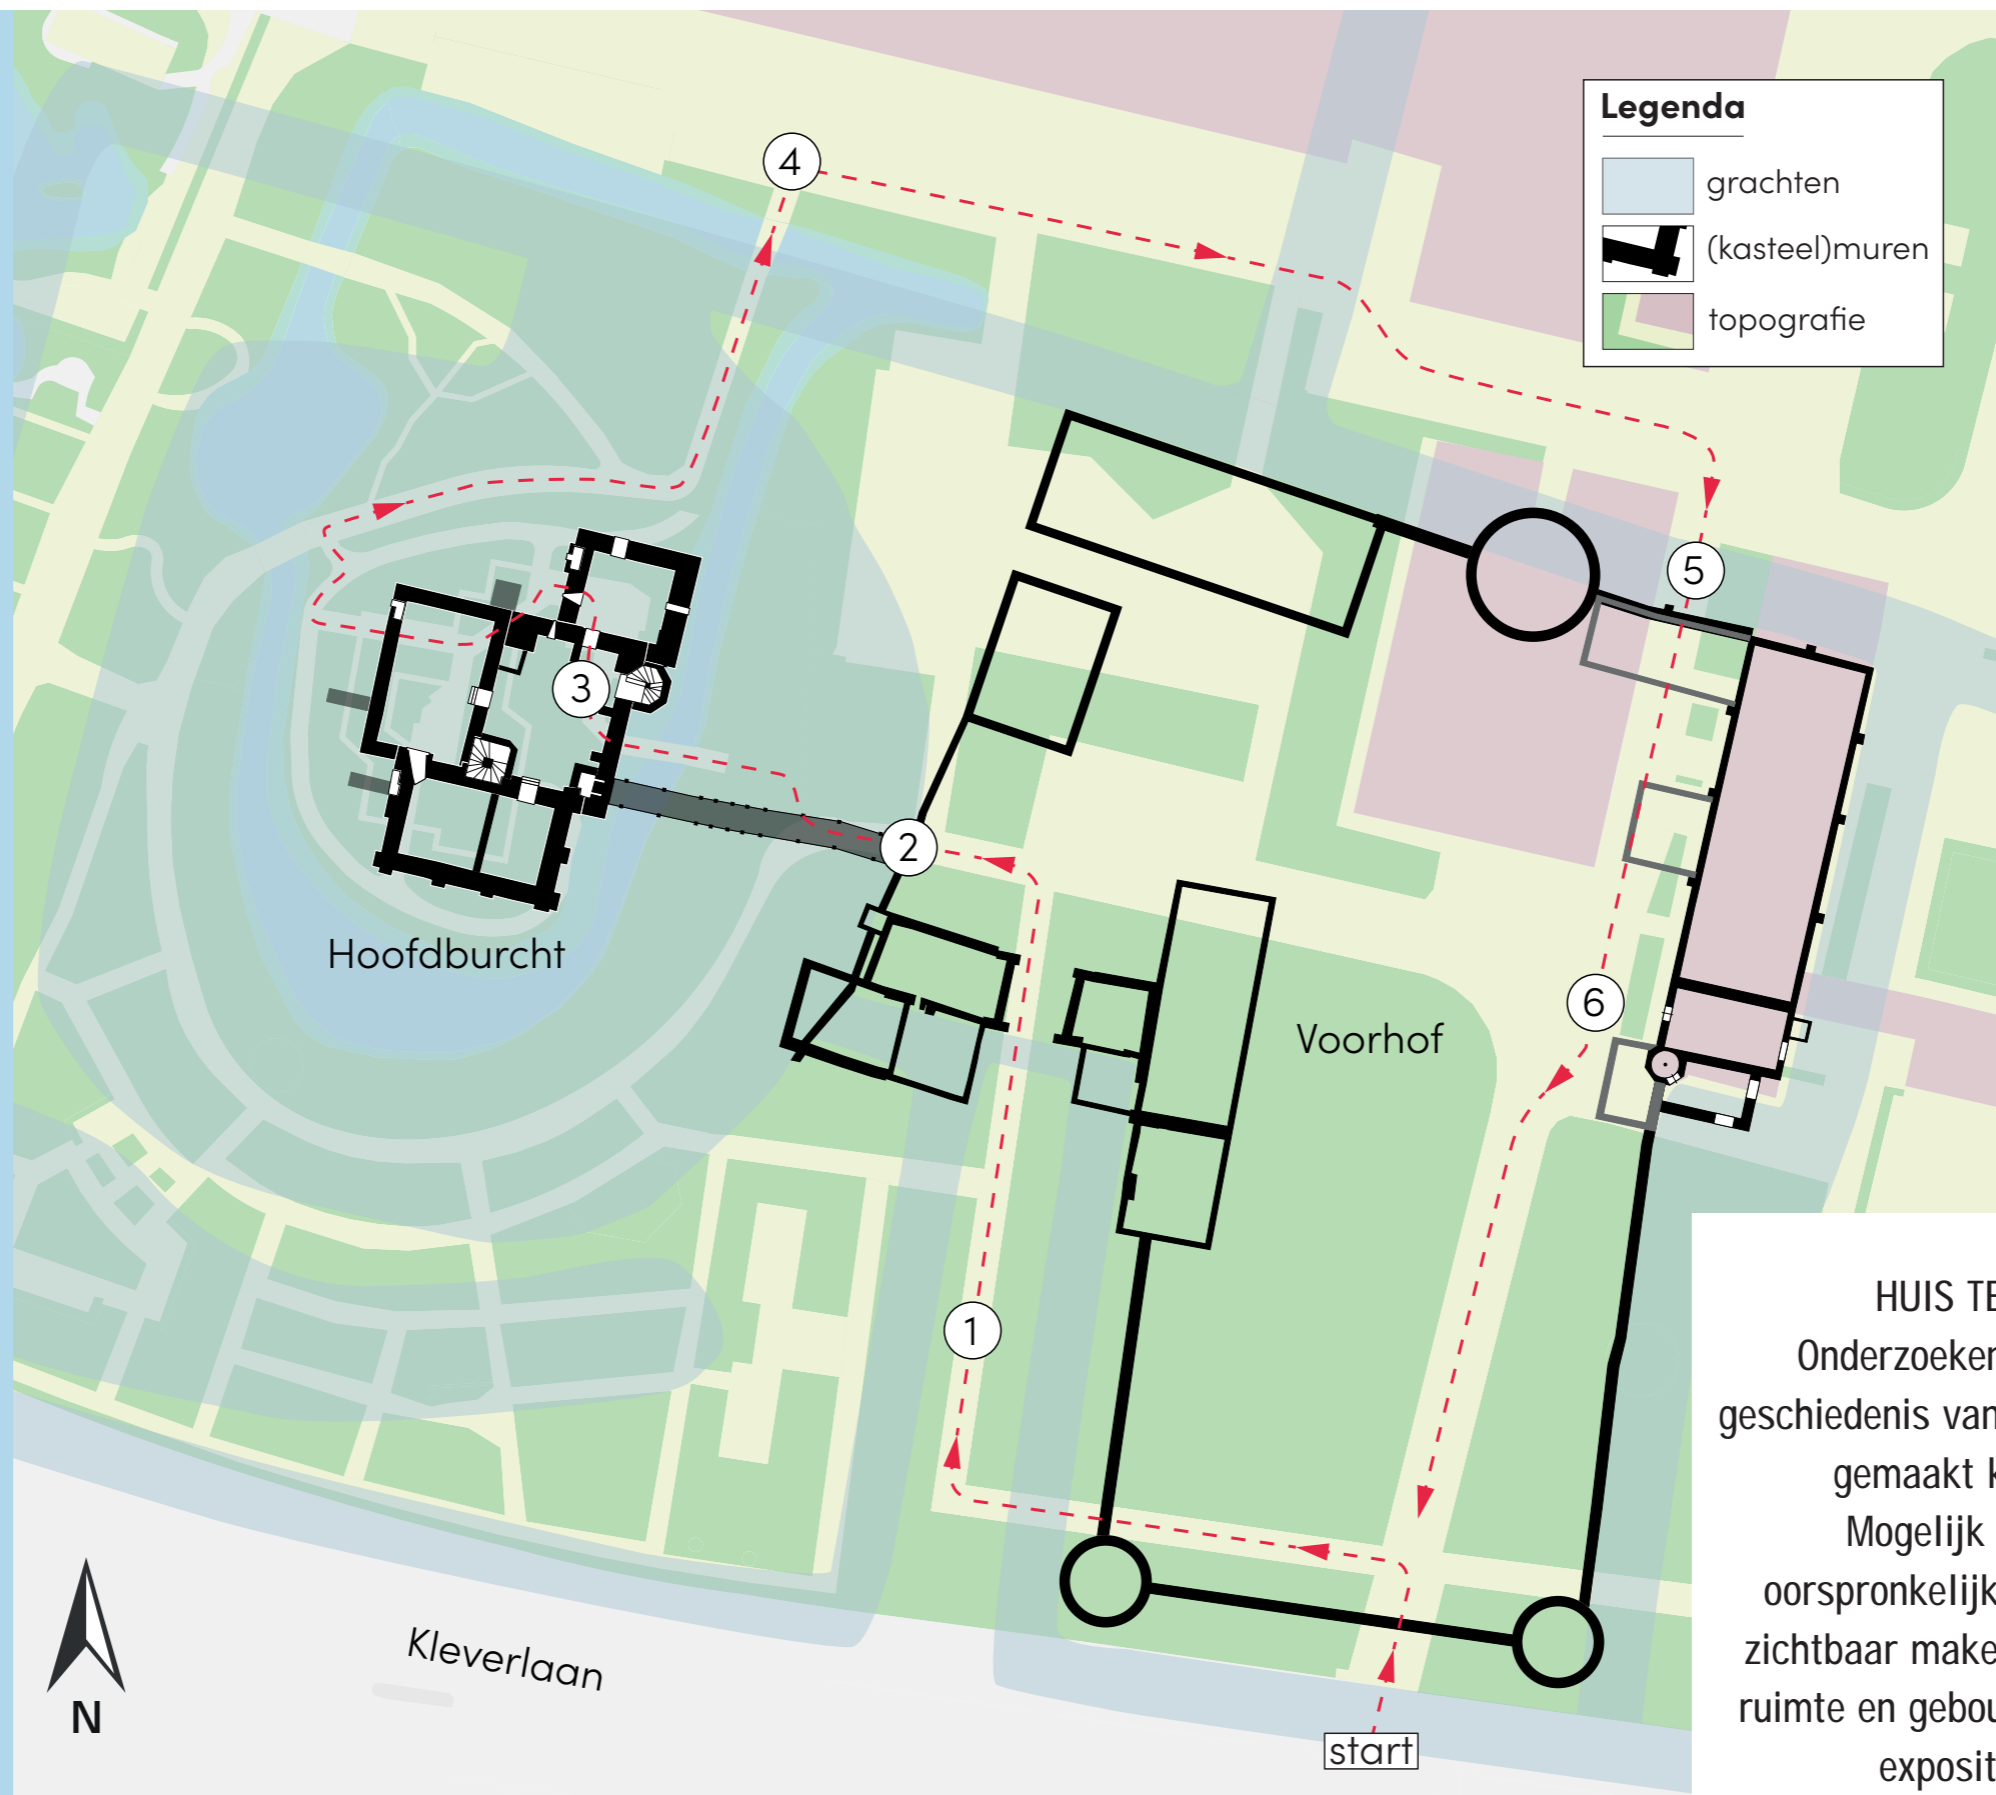 Legenda
grachten
(kasteel)muren
topografie
4
5
3
2
Hoofdburcht
6
Voorhof
1
Kleverlaan
N
start
HUIS TE
Onderzoeker
geschiedenis van
gemaakt k
Mogelijk
oorspronkelijk
zichtbaar make
ruimte en gebou
exposit